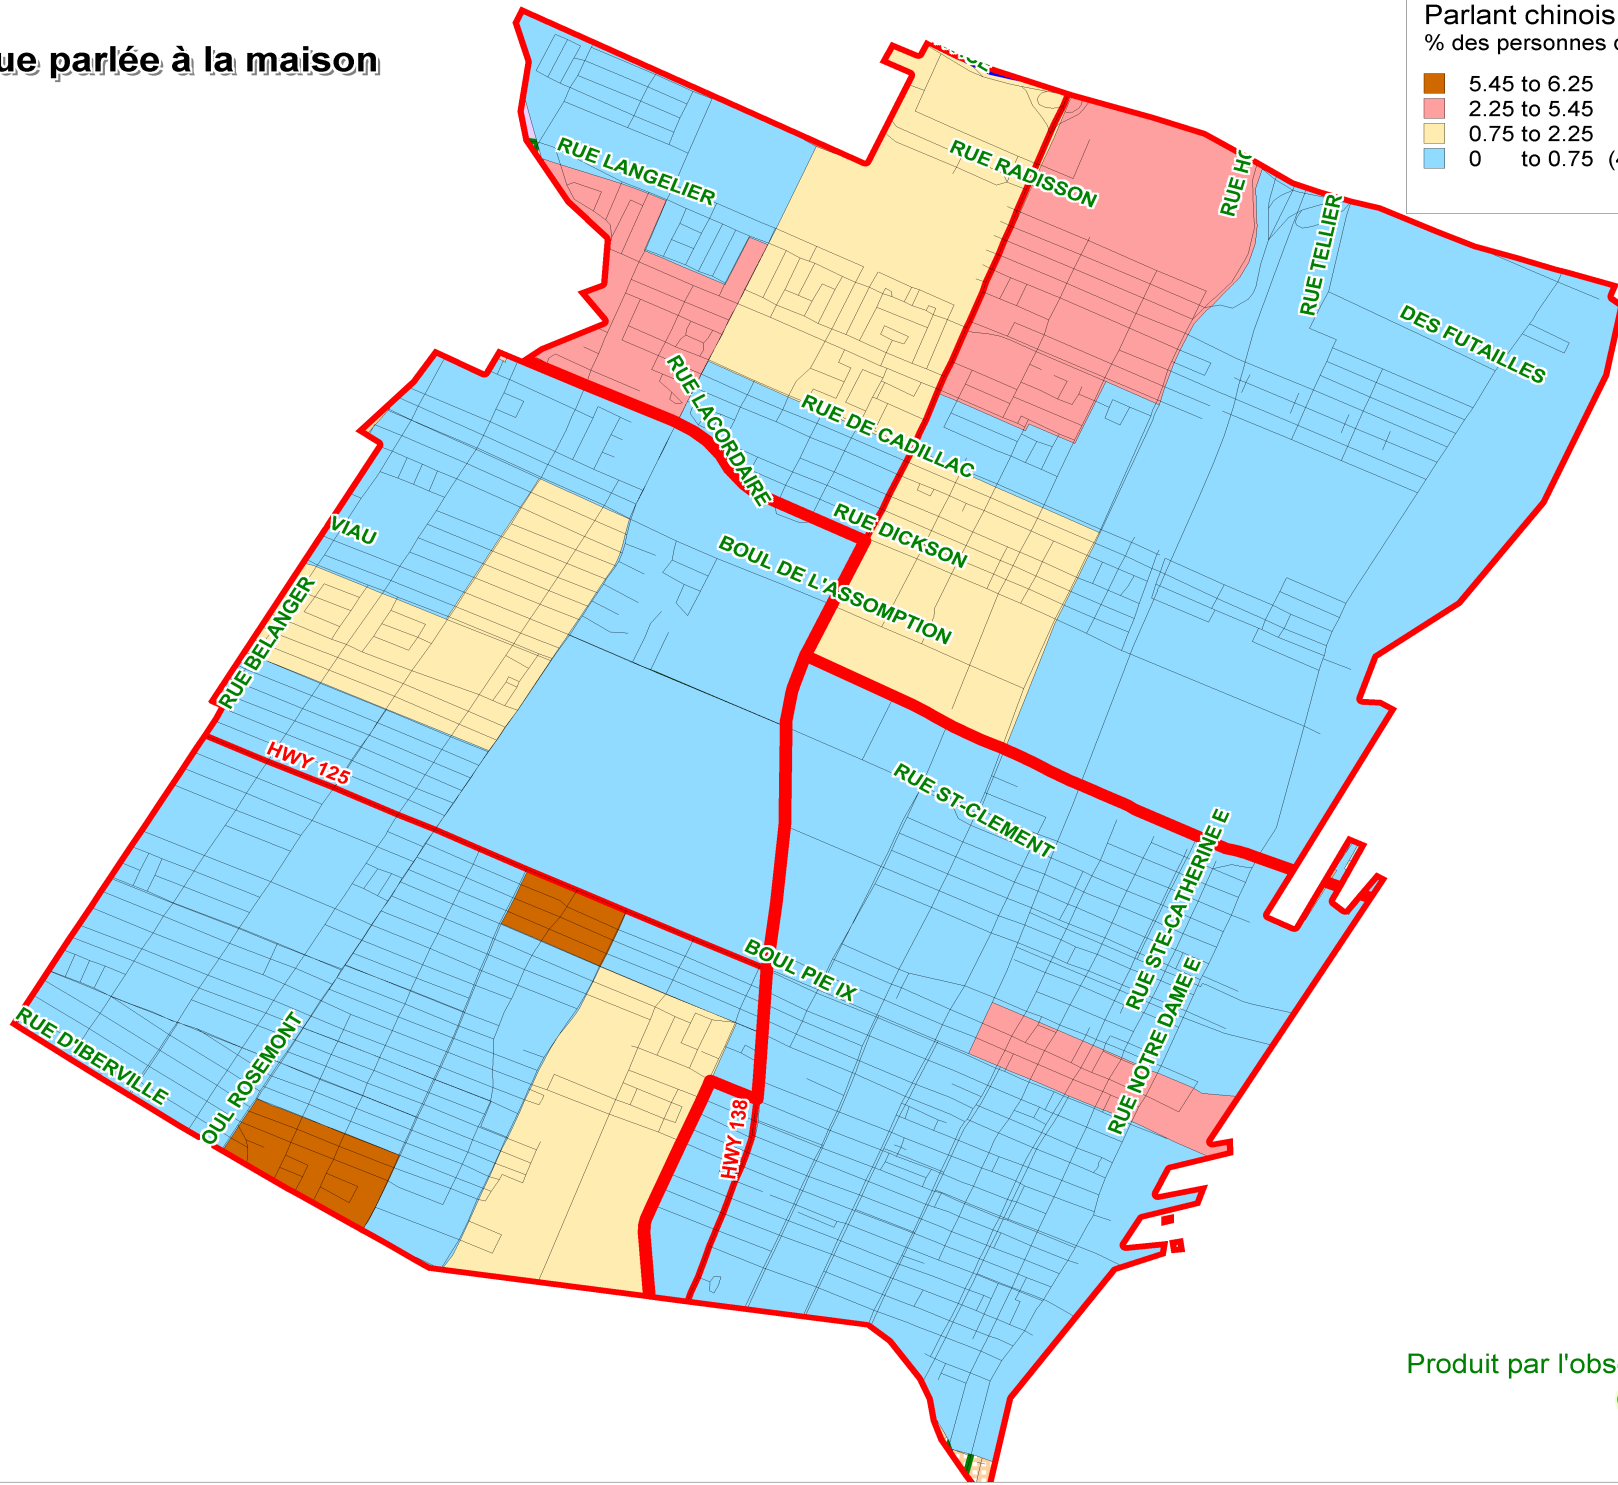 ue parlée à la maison
Parlant chinois
% des personnes
5.45 to 6.25
2.25 to 5.45
0.75 to 2.25
0 to 0.75 (
RUE LANGELIER
RUE RADISSON
RUE HO
RUE TELLIER
DES FUTAILLES
RUE LACORDAIRE
RUE DE CADILLAC
RUE DICKSON
BOUL DE L'ASSOMPTION
VIAU
RUE BELANGER
HWY 125
RUE ST-CLEMENT
RUE STE-CATHERINE E
BOUL PIE IX
RUE NOTRE DAME E
RUE D'IBERVILLE
OUL ROSEMONT
HWY 138
Produit par l'obs